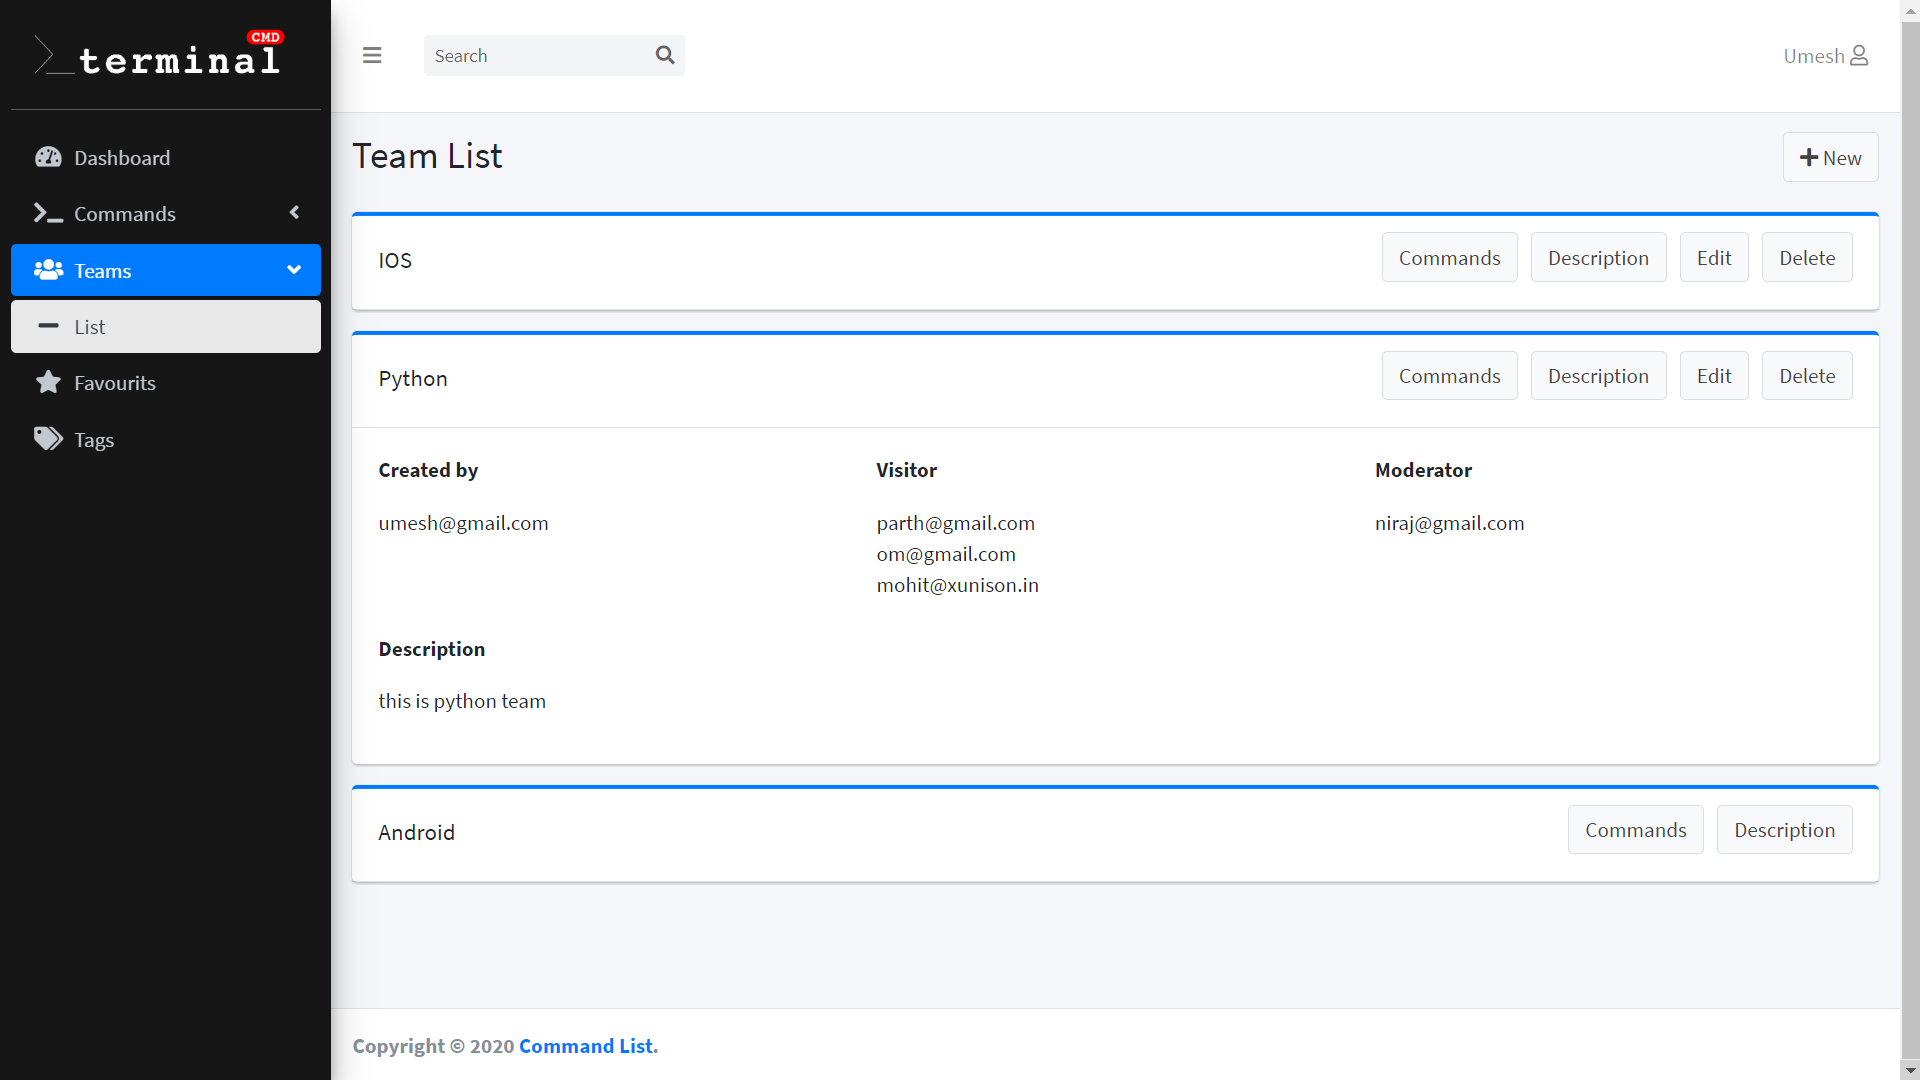 CMD
terminal
Dashboard
Commands
Teams
List
Favourits
Tags
Search
Umesh
Team List
New
IOS
Commands Description Edit Delete
Python
Commands Description Edit Delete
Created by Visitor Moderator
umesh@gmail.com parth@gmail.com niraj@gmail.com
om@gmail.com
mohit@xunison.in
Description
this is python team
Android
Commands Description
Copyright © 2020 Command List.